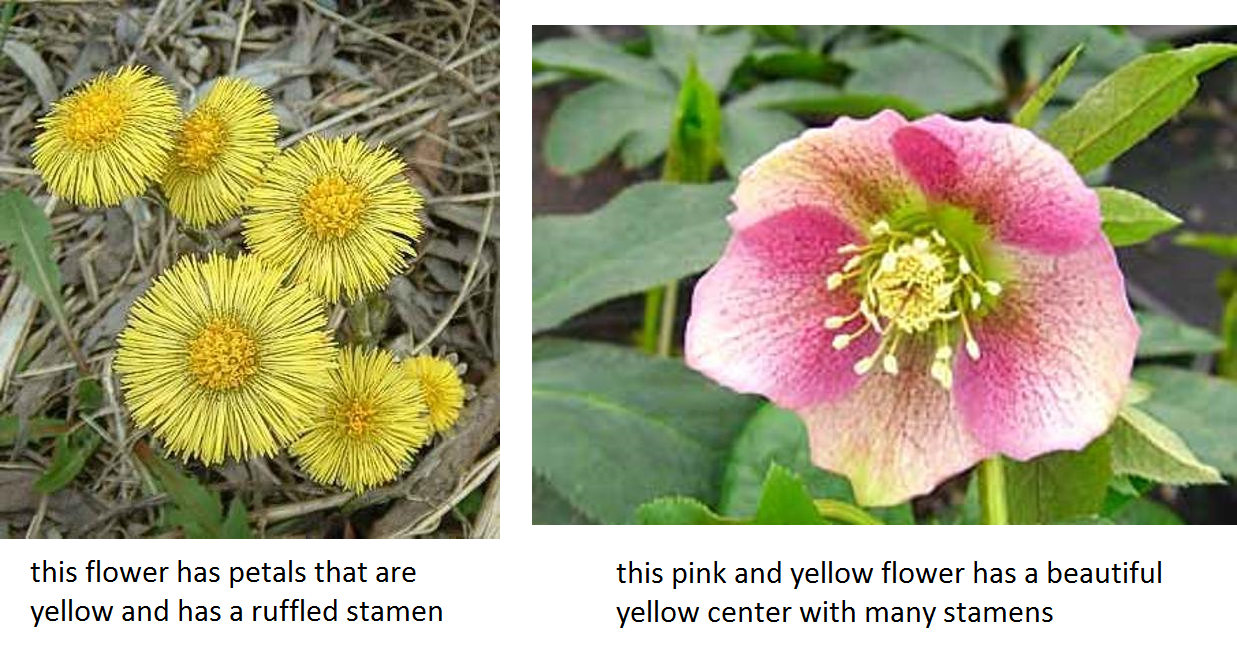 this flower has petals that are
yellow and has a ruffled stamen
this pink and yellow flower has a beautiful
yellow center with many stamens